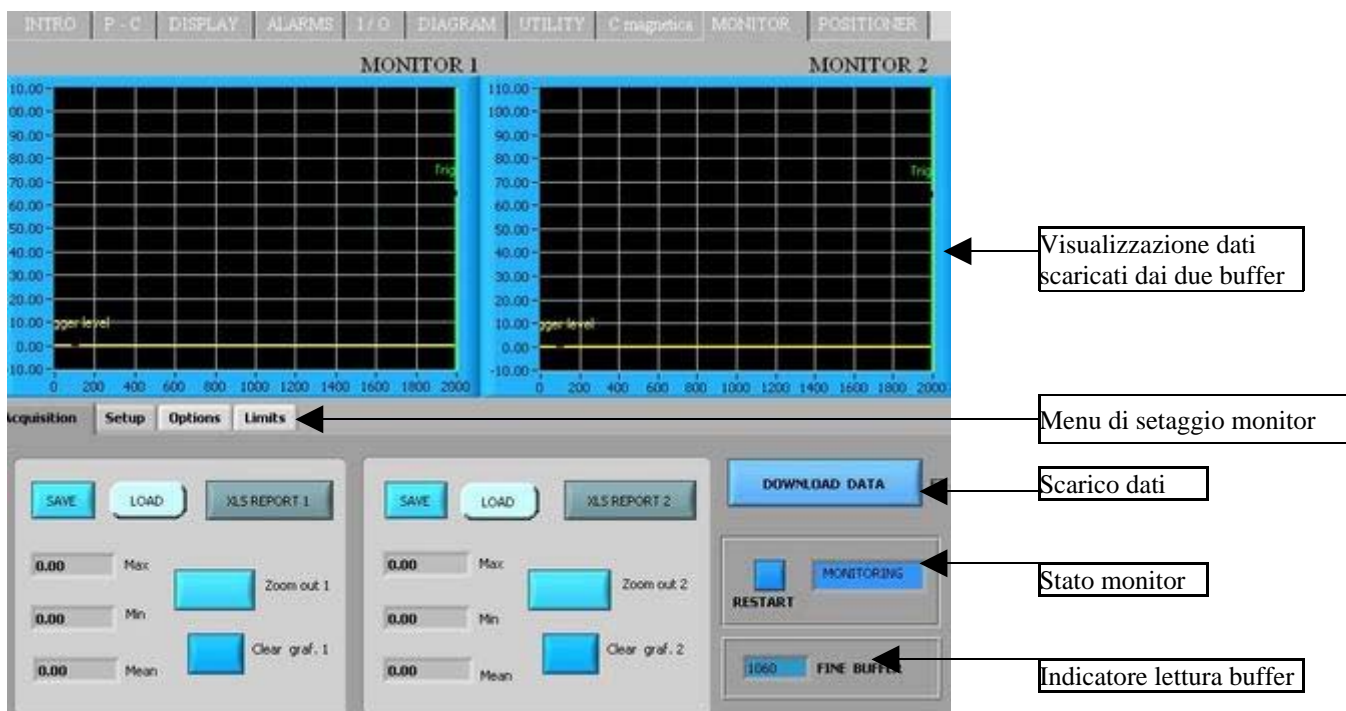 INTRO P - C DISPLAY ALARMS I / O DIAGRAM UTILITY C magnetica MONITOR POSITIONER
MONITOR 1 MONITOR 2
10.00
00.00
90.00
80.00
70.00
60.00
50.00
40.00
30.00
20.00
10.00
0.00
10.00
Trig
gger level
0 200 400 600 800 1000 1200 1400 1600 1800 2000
110.00
100.00
90.00
80.00
70.00
60.00
50.00
40.00
30.00
20.00
10.00
0.00
-10.00
Trig
gger level
0 200 400 600 800 1000 1200 1400 1600 1800 2000
Visualizzazione dati
scaricati dai due buffer
Acquisition Setup Options Limits
Menu di setaggio monitor
SAVE LOAD XLS REPORT 1
0.00 Max
Zoom out 1
0.00 Min
Clear graf. 1
0.00 Mean
SAVE LOAD XLS REPORT 2
0.00 Max
Zoom out 2
0.00 Min
Clear graf. 2
0.00 Mean
DOWNLOAD DATA
Scarico dati
MONITORING
RESTART
Stato monitor
1060 FINE BUFFER
Indicatore lettura buffer